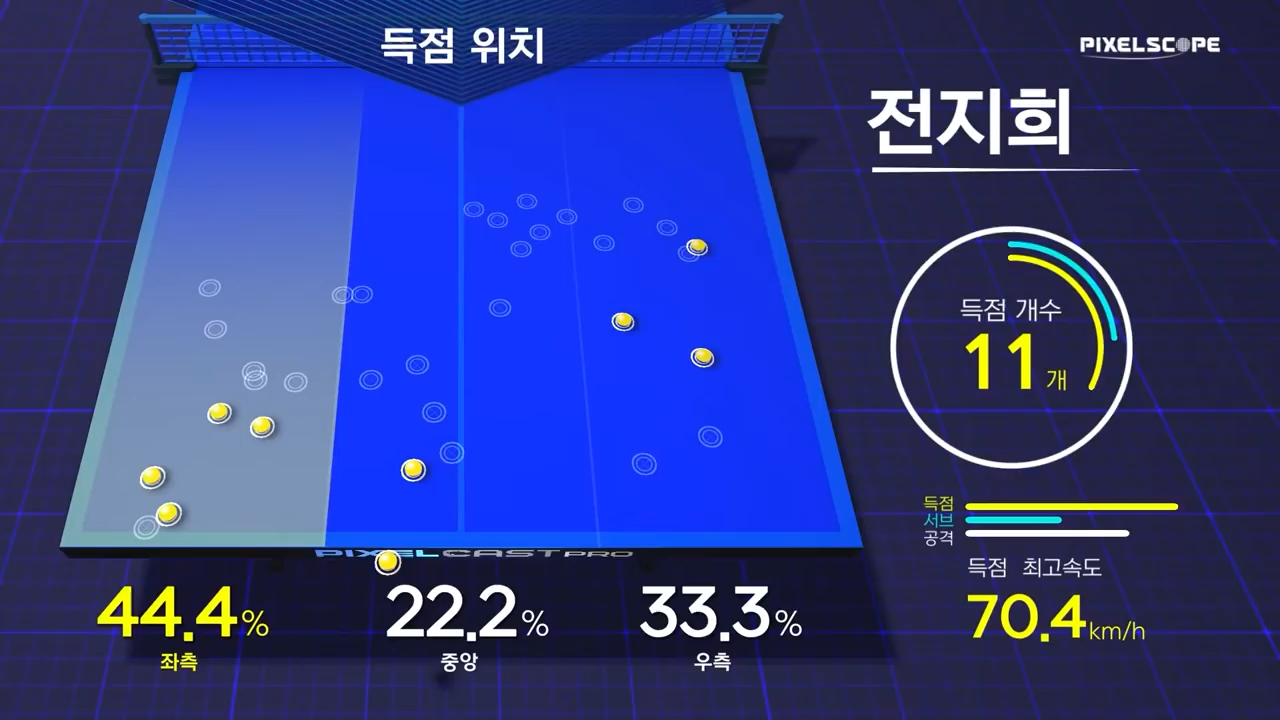 득점 위치
PIXELSCOPE
전지희
득점 개수
11개
득점
서브
공격
득점 최고속도
70.4km/h
PIXELCASTPRO
44.4%
좌측
22.2%
중앙
33.3%
우측